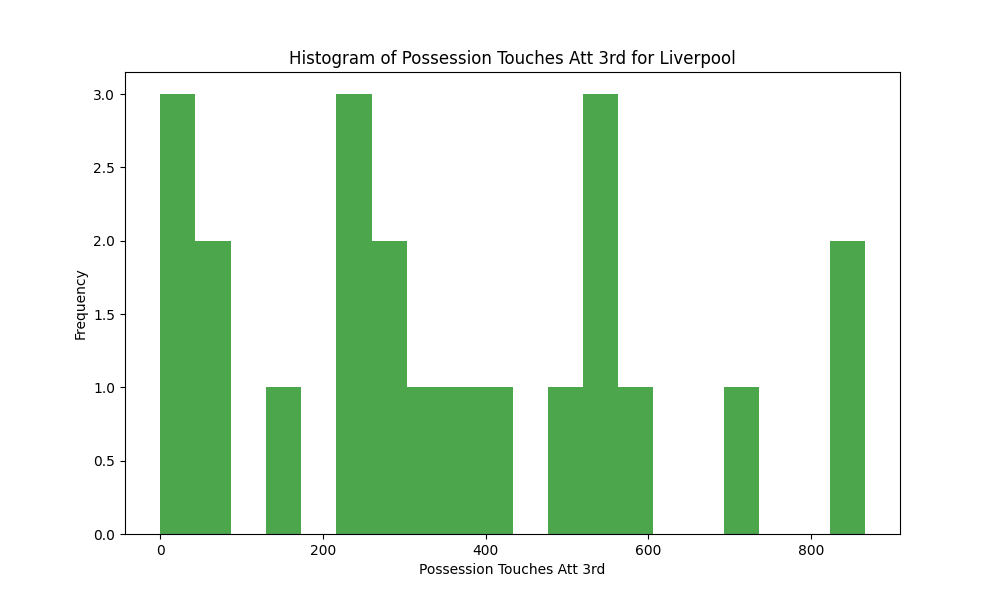 Histogram of Possession Touches Att 3rd for Liverpool
3.0
2.5
2.0
1.5
1.0
0.5
0.0
Frequency
0 200 400 600 800
Possession Touches Att 3rd